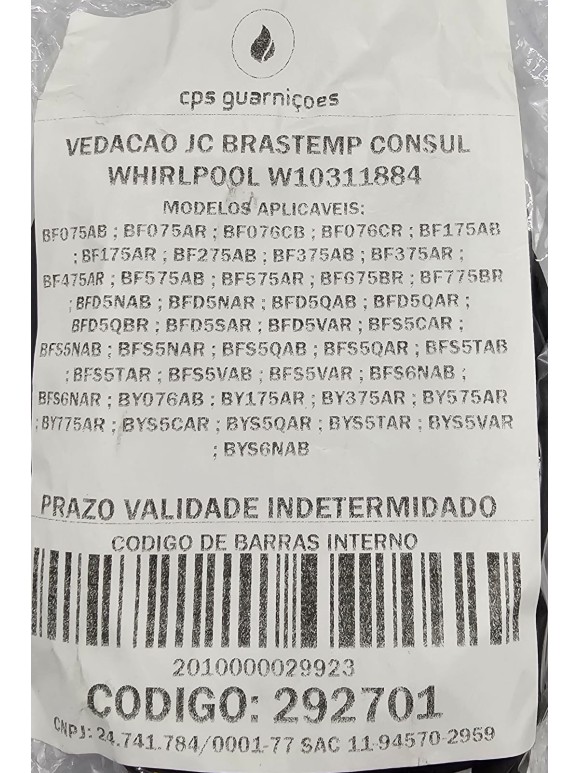 cps guarniçoes
VEDACAO JC BRASTEMP CONSUL
WHIRLPOOL W10311884
MODELOS APLICAVEIS:
BF075AB ; BF075AR ; BF076CB ; BF076CR ; BF175AB
; BF175AR ; BF275AB ; BF375AB ; BF375AR ;
BF475AR ; BF575AB ; BF575AR ; BF675BR ; BF775BR
; BFD5NAB ; BFD5NAR ; BFD5QAB ; BFD5QAR ;
BFD5QBR ; BFD5SAR ; BFD5VAR ; BFS5CAR ;
BFS5NAB ; BFS5NAR ; BFS5QAB ; BFS5QAR ; BFS5TAB
; BFS5TAR ; BFS5VAB ; BFS5VAR ; BFS6NAB ;
BFS6NAR ; BY076AB ; BY175AR ; BY375AR ; BY575AR
; BY775AR ; BYS5CAR ; BYS5QAR ; BYS5TAR ; BYS5VAR
; BYS6NAB
PRAZO VALIDADE INDETERMIDADO
CODIGO DE BARRAS INTERNO
2010000029923
CODIGO: 292701
CNPJ: 24.741.784/0001-77 SAC 11 94570-2959